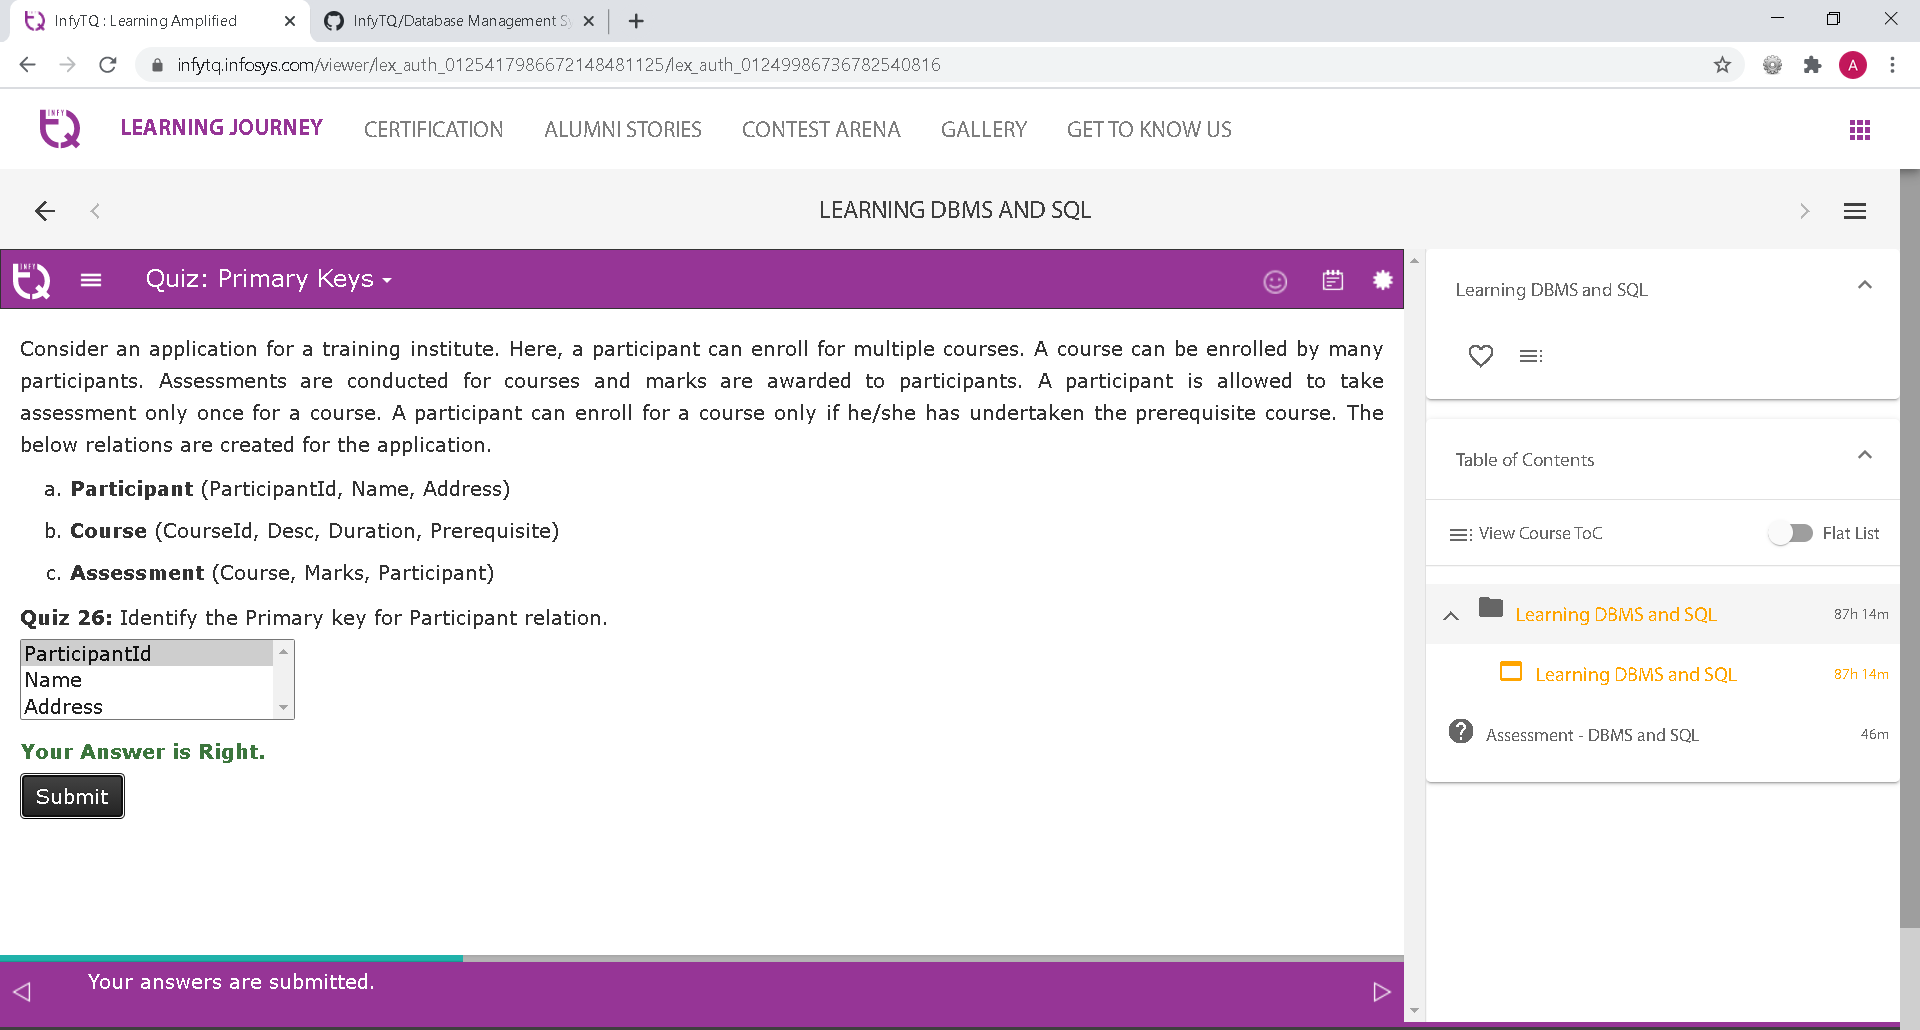 InfyTQ : Learning Amplified
InfyTQ/Database Management Sy
infytq.infosys.com/viewer/lex_auth_0125417986672148481125/lex_auth_01249986736782540816
A
INFY
TQ
LEARNING JOURNEY
CERTIFICATION
ALUMNI STORIES
CONTEST ARENA
GALLERY
GET TO KNOW US
LEARNING DBMS AND SQL
INFY
TQ
Quiz: Primary Keys
Consider an application for a training institute. Here, a participant can enroll for multiple courses. A course can be enrolled by many
participants. Assessments are conducted for courses and marks are awarded to participants. A participant is allowed to take
assessment only once for a course. A participant can enroll for a course only if he/she has undertaken the prerequisite course. The
below relations are created for the application.
a. Participant (ParticipantId, Name, Address)
b. Course (CourseId, Desc, Duration, Prerequisite)
c. Assessment (Course, Marks, Participant)
Quiz 26: Identify the Primary key for Participant relation.
ParticipantId
Name
Address
Your Answer is Right.
Submit
Your answers are submitted.
Learning DBMS and SQL
Table of Contents
View Course ToC
Flat List
Learning DBMS and SQL
87h 14m
Learning DBMS and SQL
87h 14m
Assessment - DBMS and SQL
46m